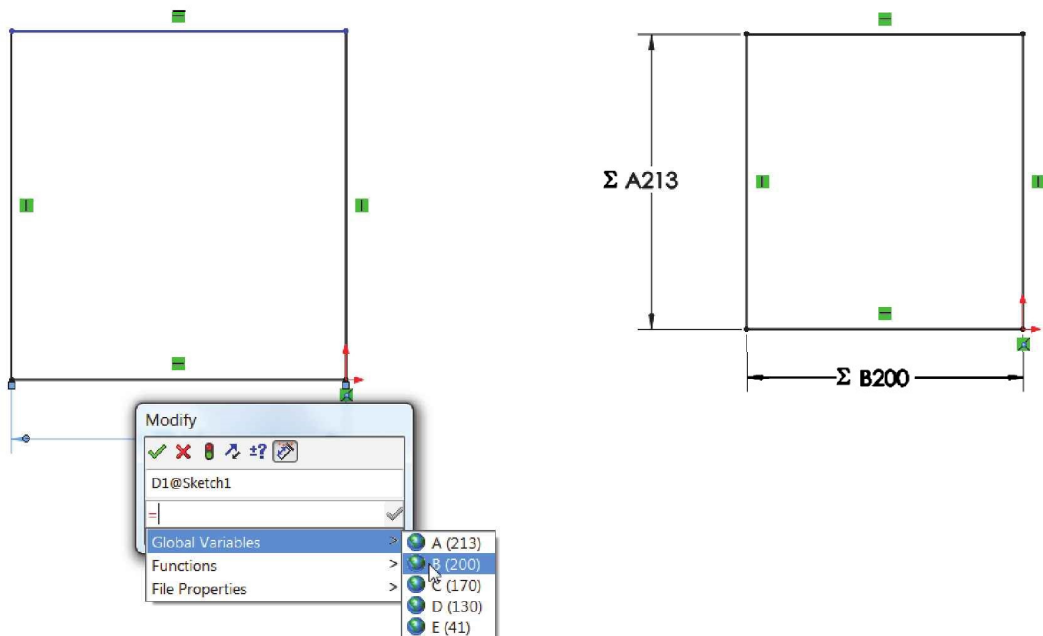 Σ A213
Σ B200
Modify
±?
D1@Sketch1
=
Global Variables >
Functions >
File Properties >
A (213)
B (200)
C (170)
D (130)
E (41)